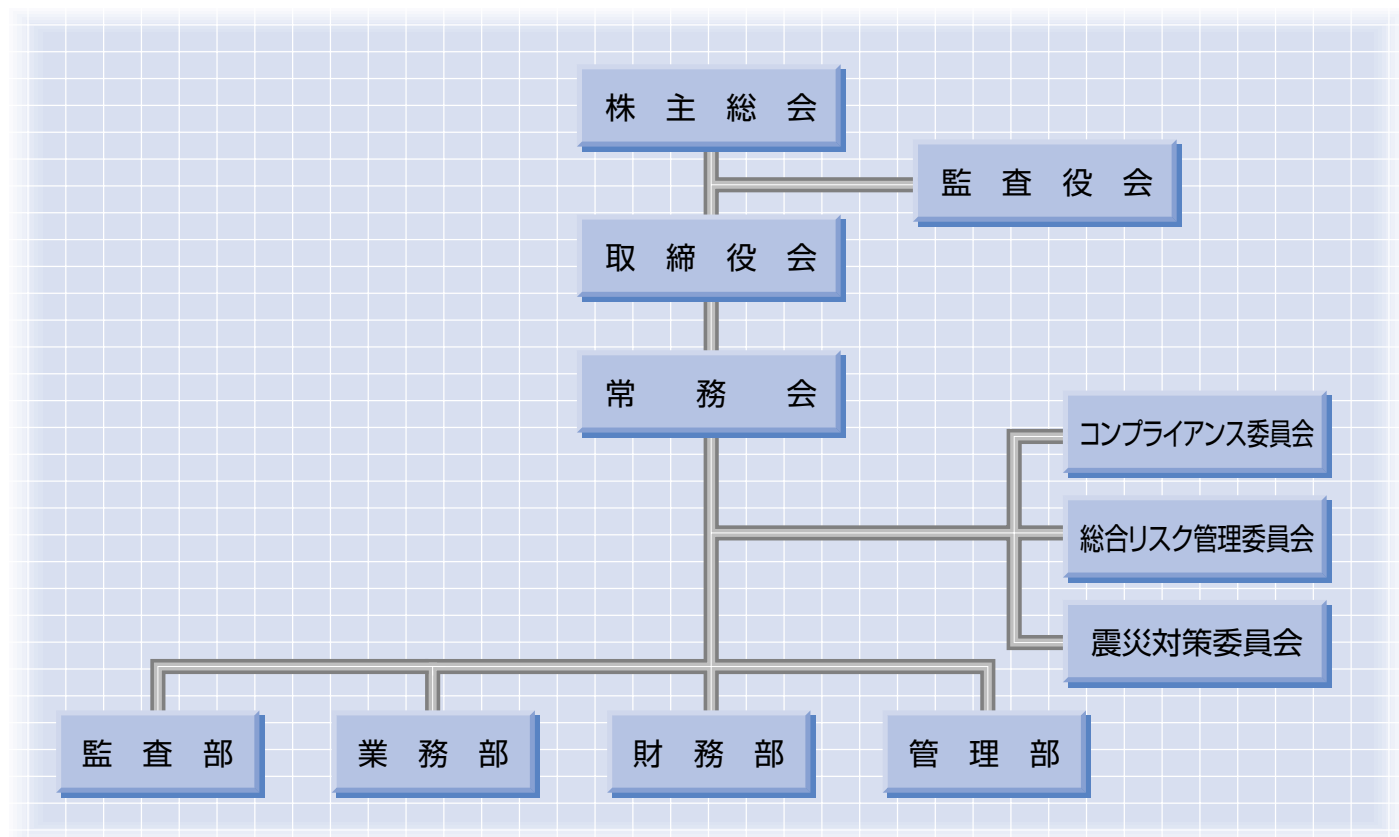 株主総会
監査役会
取締役会
常務会
コンプライアンス委員会
総合リスク管理委員会
震災対策委員会
監査部
業務部
財務部
管理部